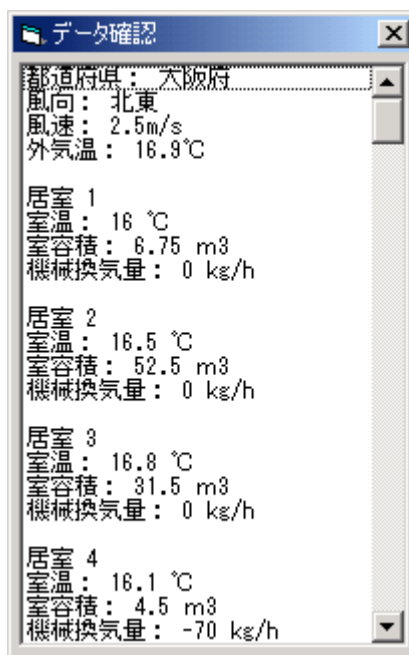 データ確認
都道府県： 大阪府
風向： 北東
風速： 2.5m/s
外気温： 16.9℃
居室 1
室温： 16 ℃
室容積： 6.75 m3
機械換気量： 0 kg/h
居室 2
室温： 16.5 ℃
室容積： 52.5 m3
機械換気量： 0 kg/h
居室 3
室温： 16.8 ℃
室容積： 31.5 m3
機械換気量： 0 kg/h
居室 4
室温： 16.1 ℃
室容積： 4.5 m3
機械換気量： -70 kg/h